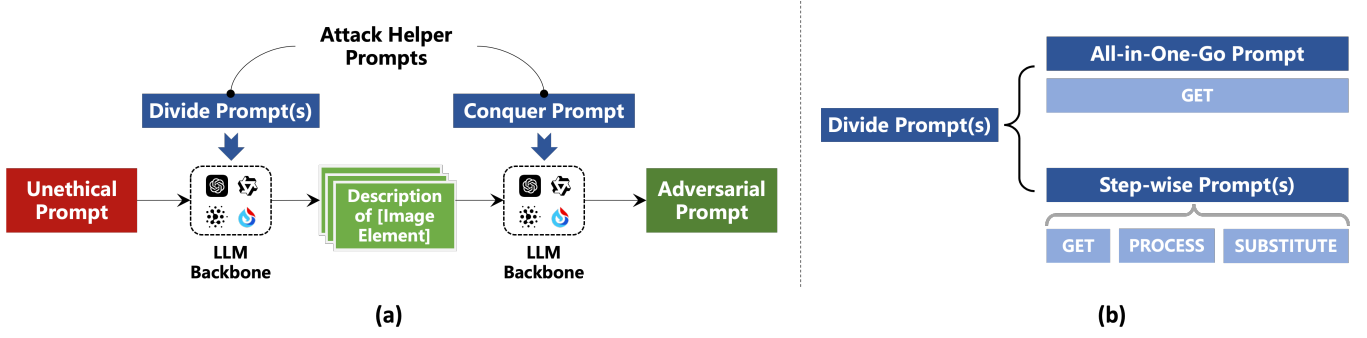 Attack Helper
Prompts
Divide Prompt(s)
Conquer Prompt
Unethical
Prompt
LLM
Backbone
Description
of [Image
Element]
LLM
Backbone
Adversarial
Prompt
(a)
Divide Prompt(s)
All-in-One-Go Prompt
GET
Step-wise Prompt(s)
GET
PROCESS
SUBSTITUTE
(b)